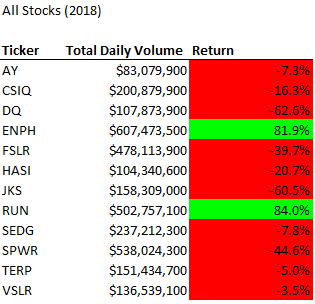 All Stocks (2018)
Ticker Total Daily Volume Return
AY $83,079,900 -7.3%
CSIQ $200,879,900 -16.3%
DQ $107,873,900 -62.6%
ENPH $607,473,500 81.9%
FSLR $478,113,900 -39.7%
HASI $104,340,600 -20.7%
JKS $158,309,000 -60.5%
RUN $502,757,100 84.0%
SEDG $237,212,300 -7.8%
SPWR $538,024,300 -44.6%
TERP $151,434,700 -5.0%
VSLR $136,539,100 -3.5%